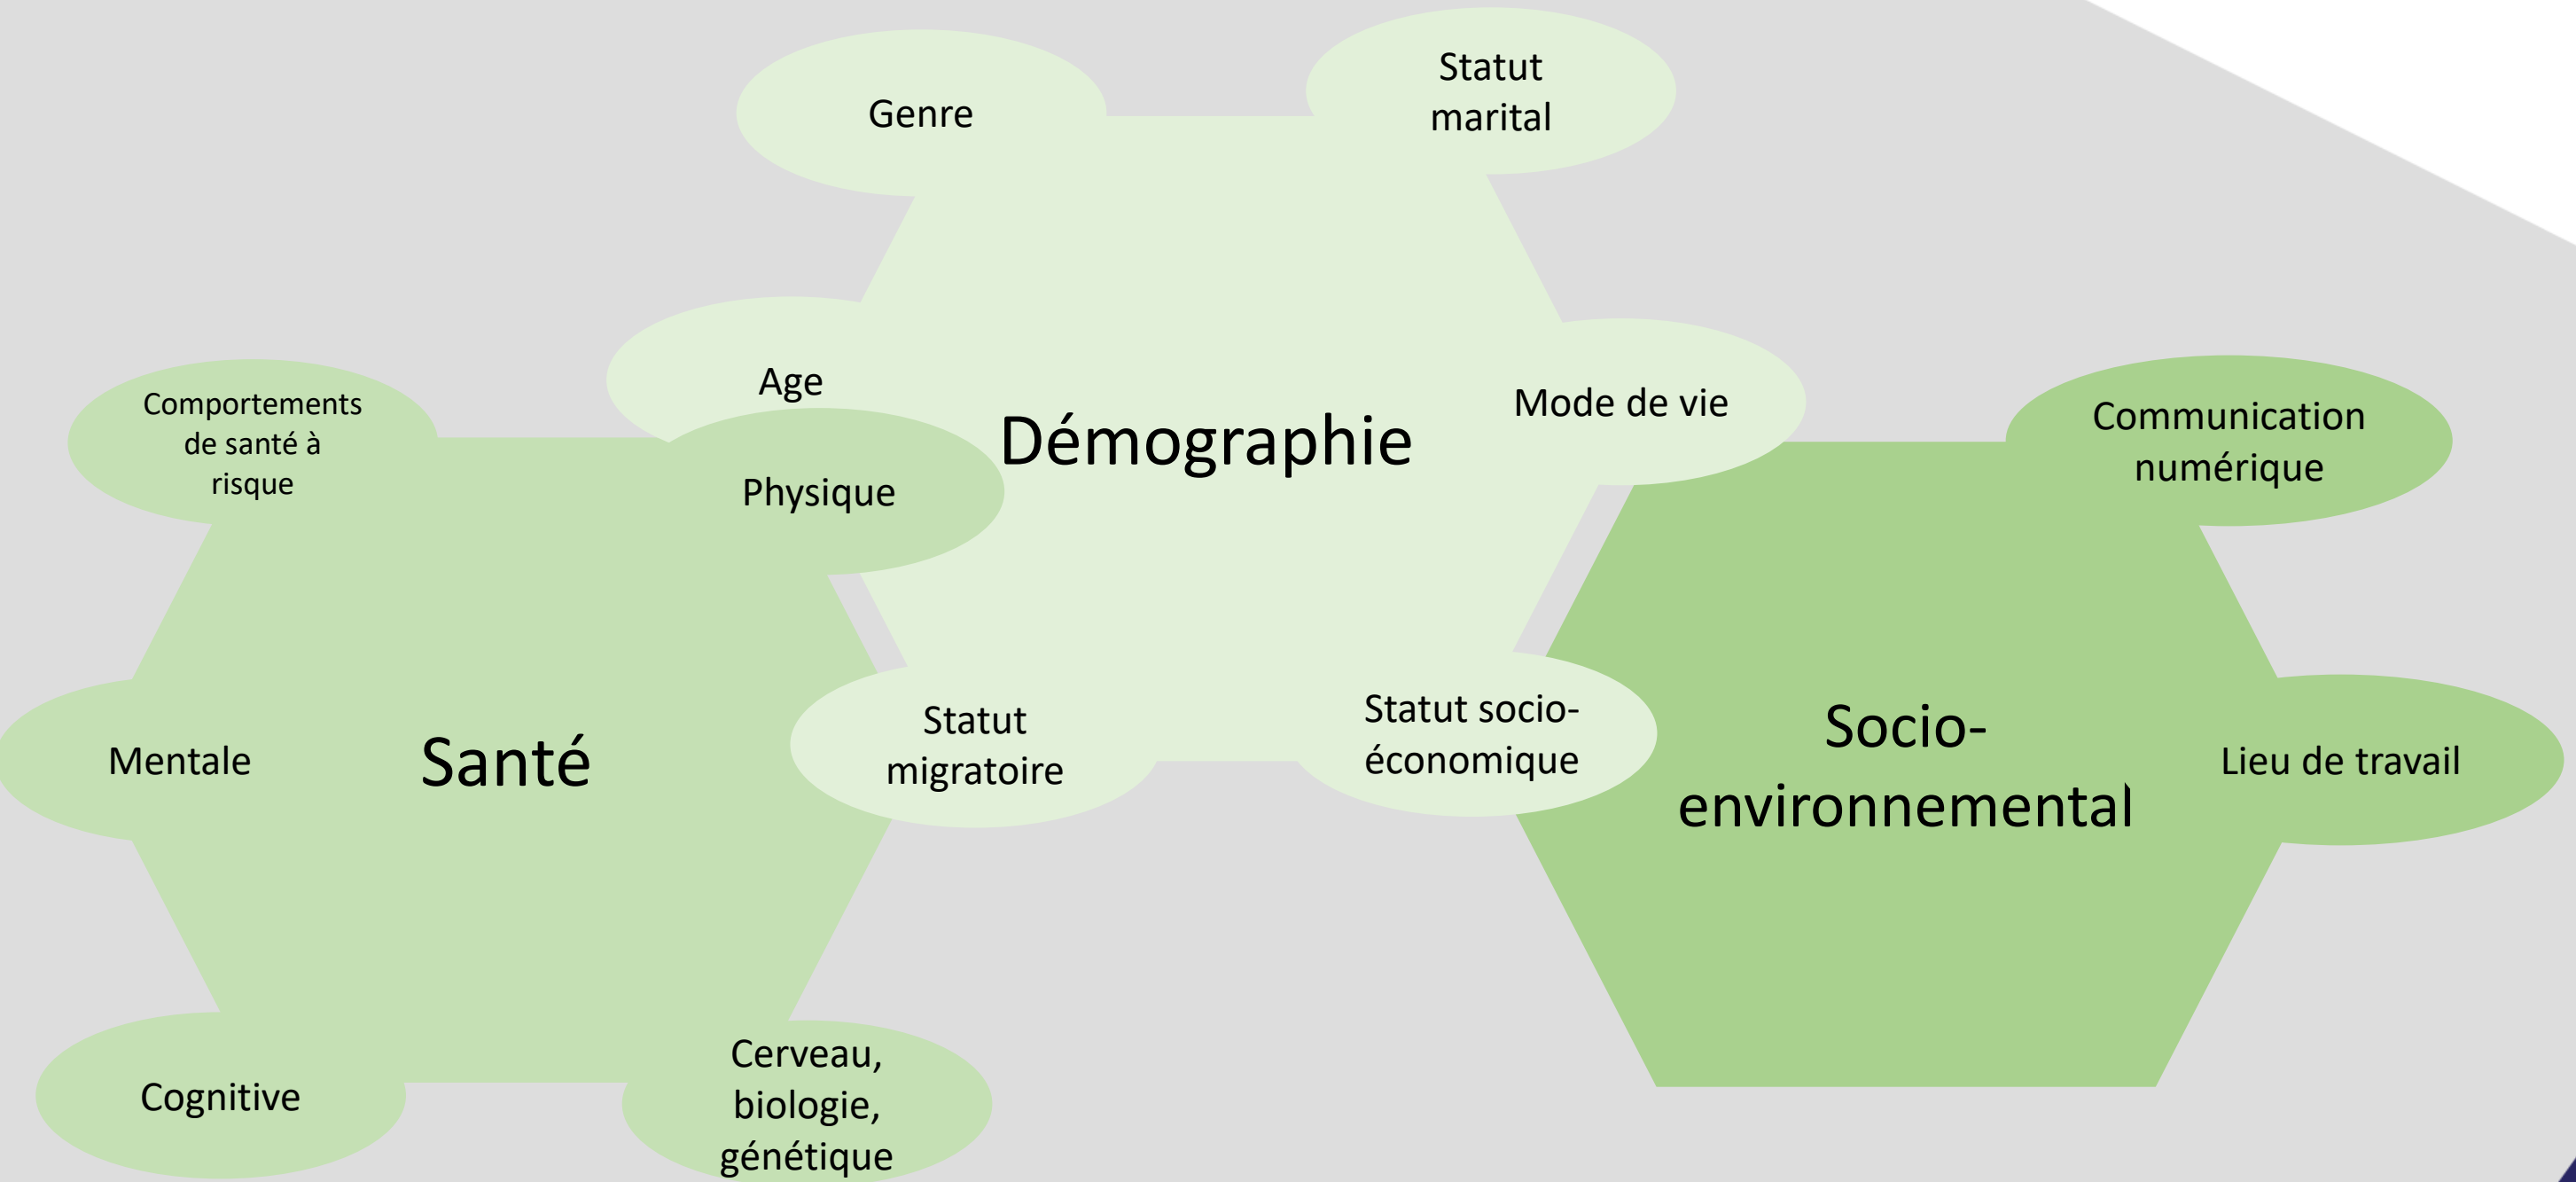 Genre
Statut
marital
Age
Mode de vie
Démographie
Physique
Statut
migratoire
Statut socio-
économique
Comportements
de santé à
risque
Mentale
Santé
Cognitive
Cerveau,
biologie,
génétique
Communication
numérique
Socio-
environnemental
Lieu de travail